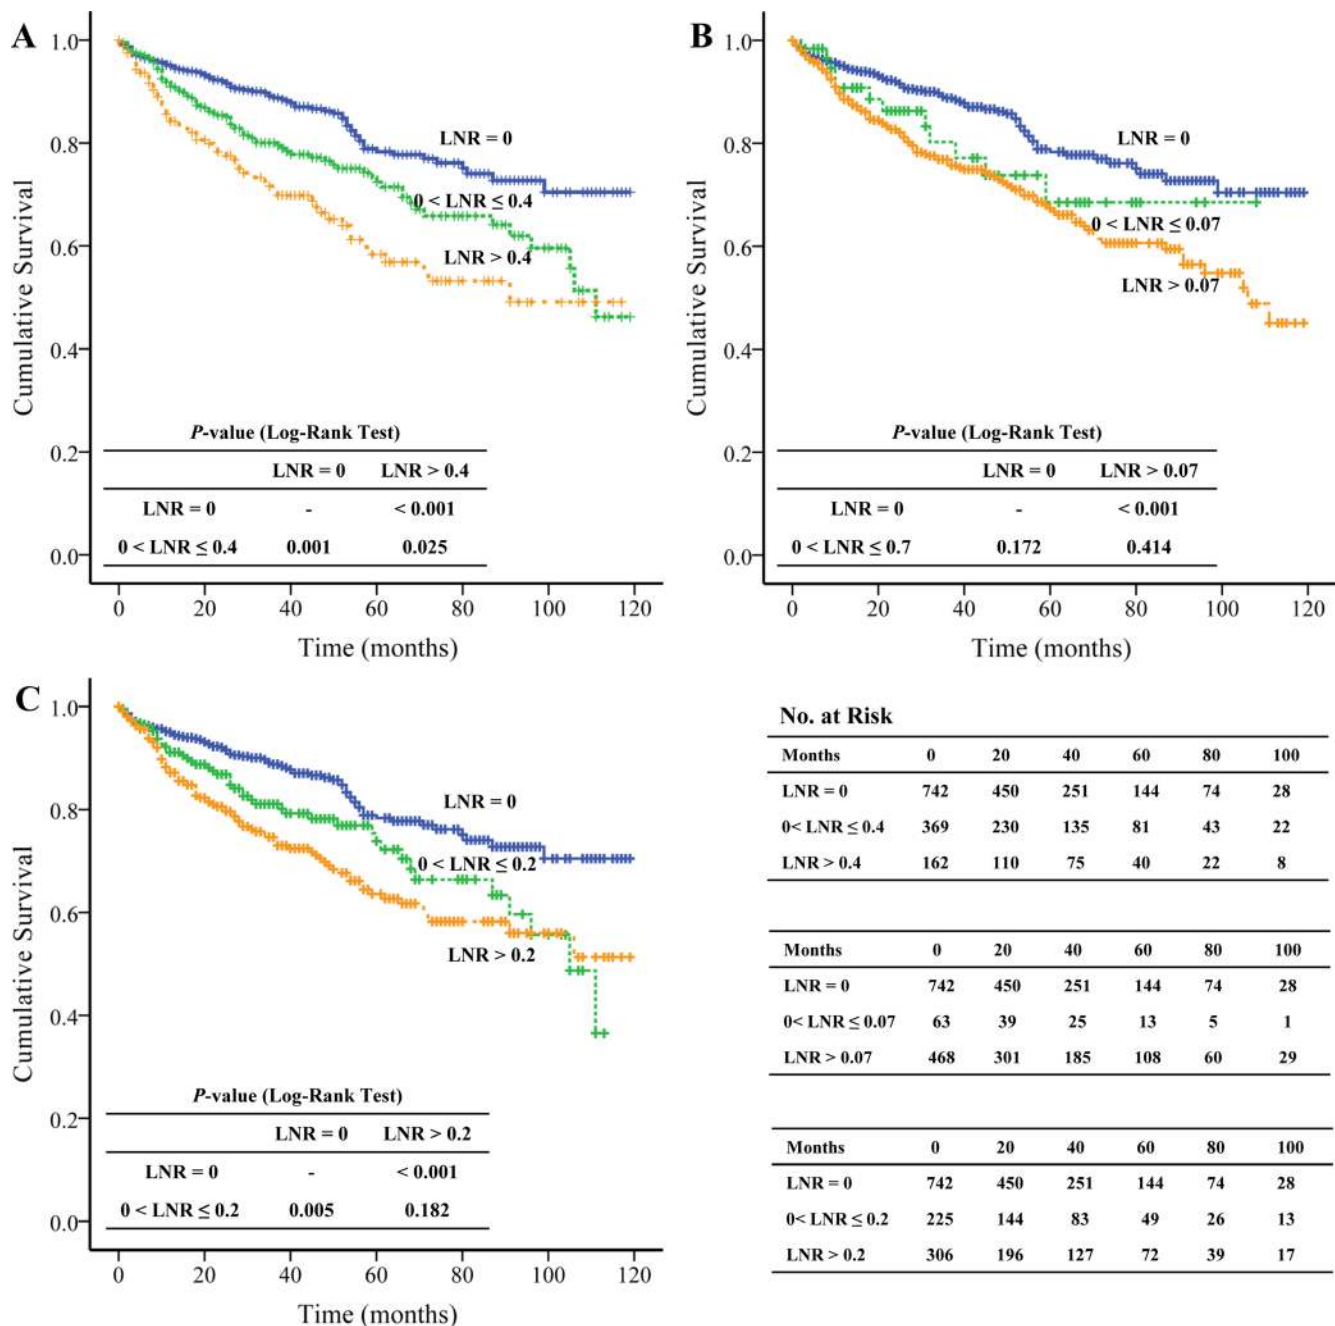 A
1.0
0.8
0.6
0.4
0.2
0.0
Cumulative Survival
LNR = 0
0 < LNR ≤ 0.4
LNR > 0.4
P-value (Log-Rank Test)
LNR = 0 LNR > 0.4
LNR = 0 - < 0.001
0 < LNR ≤ 0.4 0.001 0.025
0 20 40 60 80 100 120
Time (months)
B
1.0
0.8
0.6
0.4
0.2
0.0
Cumulative Survival
LNR = 0
0 < LNR ≤ 0.07
LNR > 0.07
P-value (Log-Rank Test)
LNR = 0 LNR > 0.07
LNR = 0 - < 0.001
0 < LNR ≤ 0.7 0.172 0.414
0 20 40 60 80 100 120
Time (months)
C
1.0
0.8
0.6
0.4
0.2
0.0
Cumulative Survival
LNR = 0
0 < LNR ≤ 0.2
LNR > 0.2
P-value (Log-Rank Test)
LNR = 0 LNR > 0.2
LNR = 0 - < 0.001
0 < LNR ≤ 0.2 0.005 0.182
0 20 40 60 80 100 120
Time (months)
No. at Risk
Months 0 20 40 60 80 100
LNR = 0 742 450 251 144 74 28
0< LNR ≤ 0.4 369 230 135 81 43 22
LNR > 0.4 162 110 75 40 22 8
Months 0 20 40 60 80 100
LNR = 0 742 450 251 144 74 28
0< LNR ≤ 0.07 63 39 25 13 5 1
LNR > 0.07 468 301 185 108 60 29
Months 0 20 40 60 80 100
LNR = 0 742 450 251 144 74 28
0< LNR ≤ 0.2 225 144 83 49 26 13
LNR > 0.2 306 196 127 72 39 17